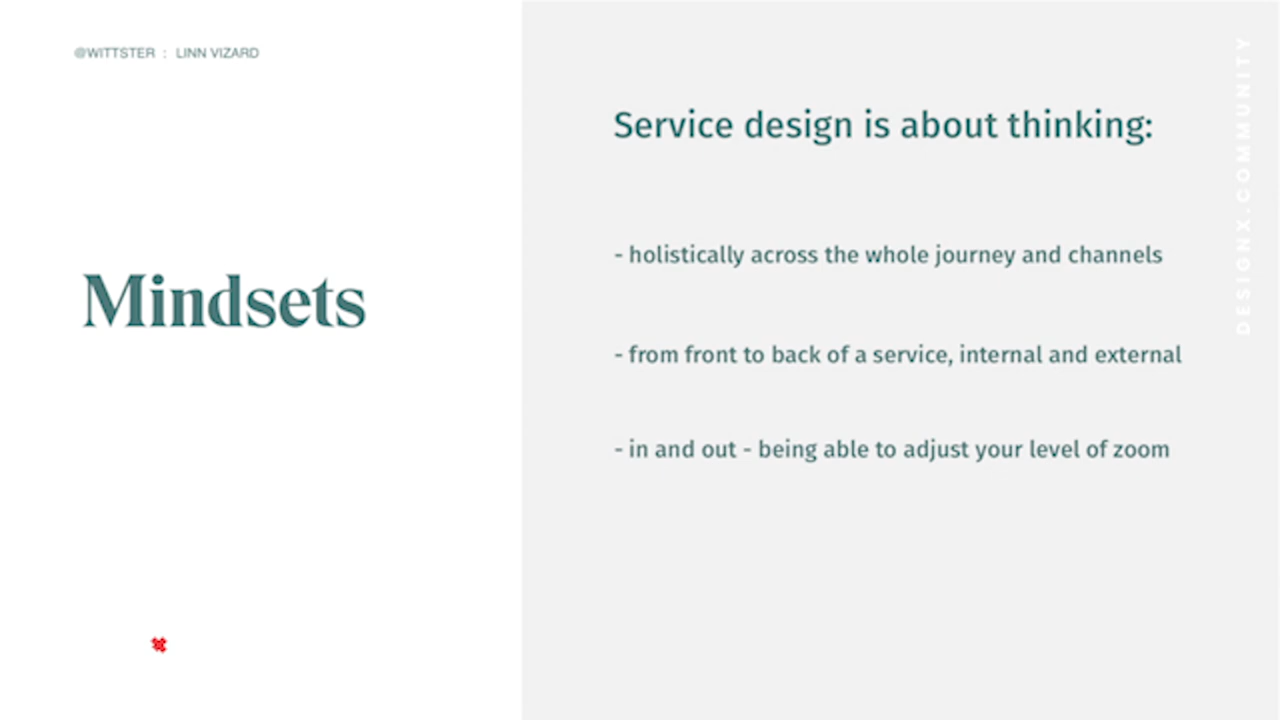 @WITTSTER : LINN VIZARD
Mindsets
Service design is about thinking:
- holistically across the whole journey and channels
- from front to back of a service, internal and external
- in and out - being able to adjust your level of zoom
DESIGNX.COMMUNITY